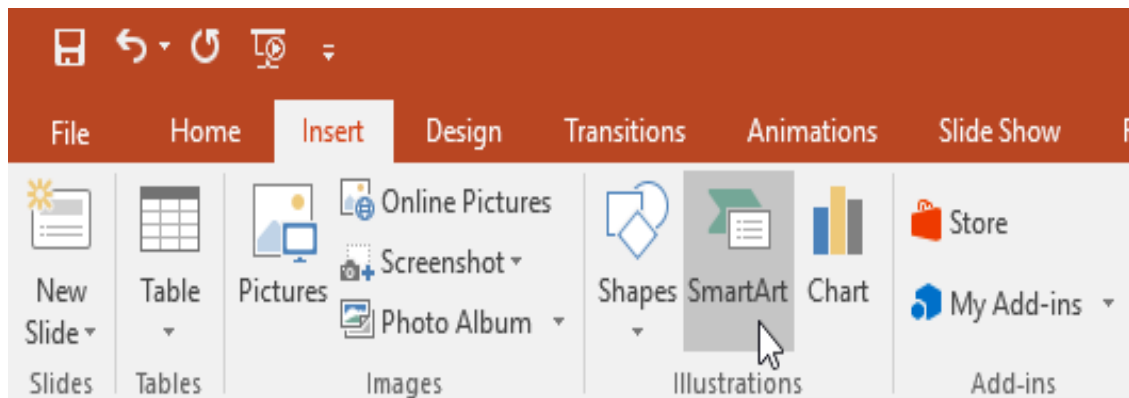 File Home Insert Design Transitions Animations Slide Show
New Slide
Table
Pictures
Online Pictures
Screenshot
Photo Album
Shapes
SmartArt
Chart
Store
My Add-ins
Slides Tables Images Illustrations Add-ins